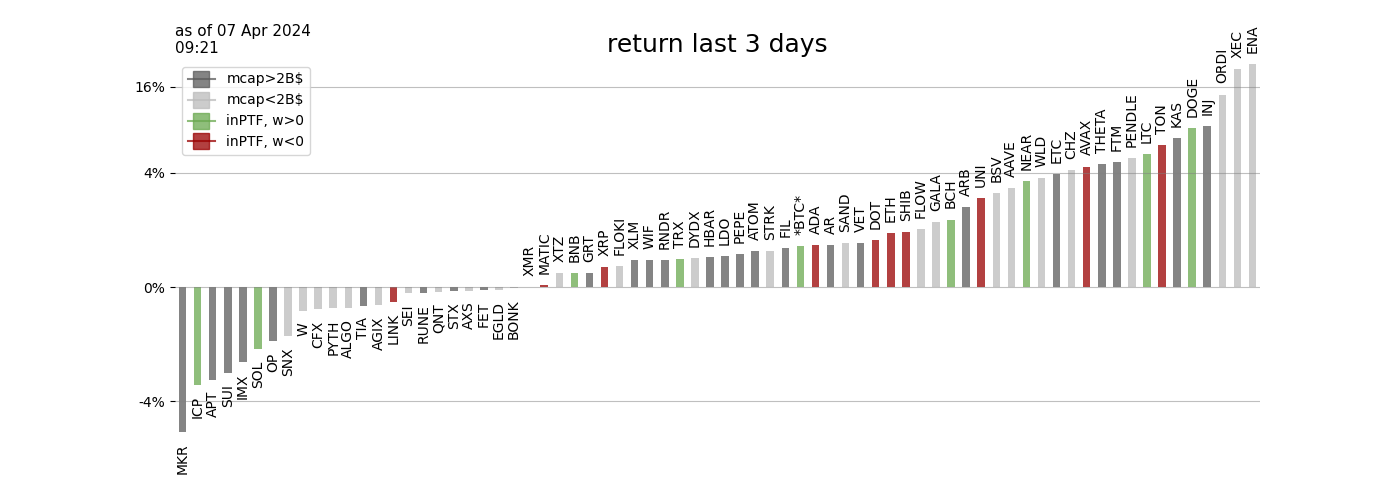 as of 07 Apr 2024
09:21
return last 3 days
mcap>2B$
mcap<2B$
inPTF, w>0
inPTF, w<0
16%
4%
0%
-4%
MKR
ICP
APT
SUI
IMX
SOL
OP
SNX
W
CFX
PYTH
ALGO
TIA
AGIX
LINK
SEI
RUNE
QNT
STX
AXS
FET
EGLD
BONK
XMR
MATIC
XTZ
BNB
GRT
XRP
FLOKI
XLM
WIF
RNDR
TRX
DYDX
HBAR
LDO
PEPE
ATOM
STRK
FIL
*BTC*
ADA
AR
SAND
VET
DOT
ETH
SHIB
FLOW
GALA
BCH
ARB
UNI
BSV
AAVE
NEAR
WLD
ETC
CHZ
AVAX
THETA
FTM
PENDLE
LTC
TON
KAS
DOGE
INJ
ORDI
XEC
ENA